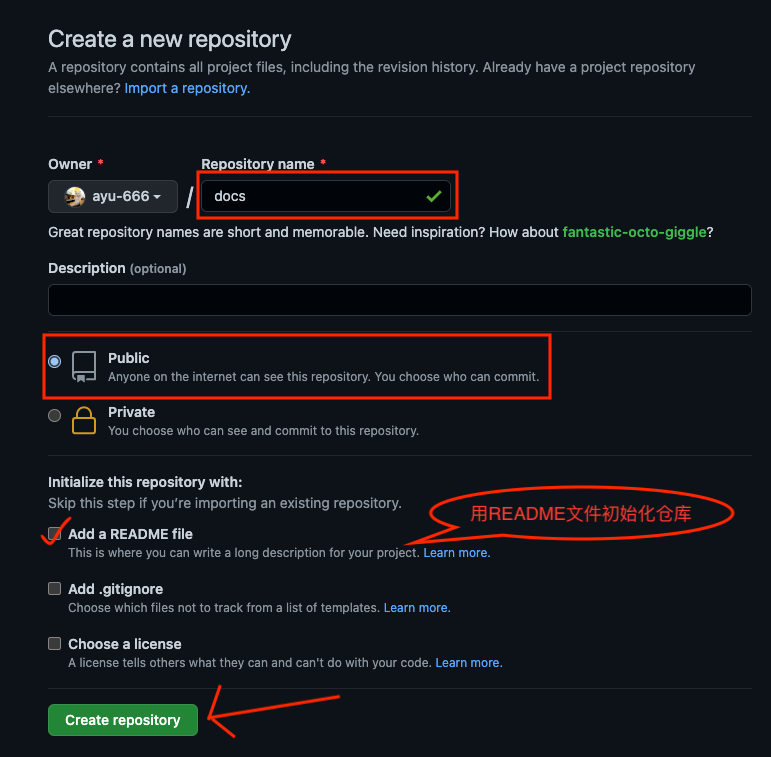 Create a new repository
A repository contains all project files, including the revision history. Already have a project repository
elsewhere? Import a repository.
Owner *
Repository name *
ayu-666
/
docs
Great repository names are short and memorable. Need inspiration? How about fantastic-octo-giggle?
Description (optional)
Public
Anyone on the internet can see this repository. You choose who can commit.
Private
You choose who can see and commit to this repository.
Initialize this repository with:
Skip this step if you're importing an existing repository.
用README文件初始化仓库
Add a README file
This is where you can write a long description for your project. Learn more.
Add .gitignore
Choose which files not to track from a list of templates. Learn more.
Choose a license
A license tells others what they can and can't do with your code. Learn more.
Create repository